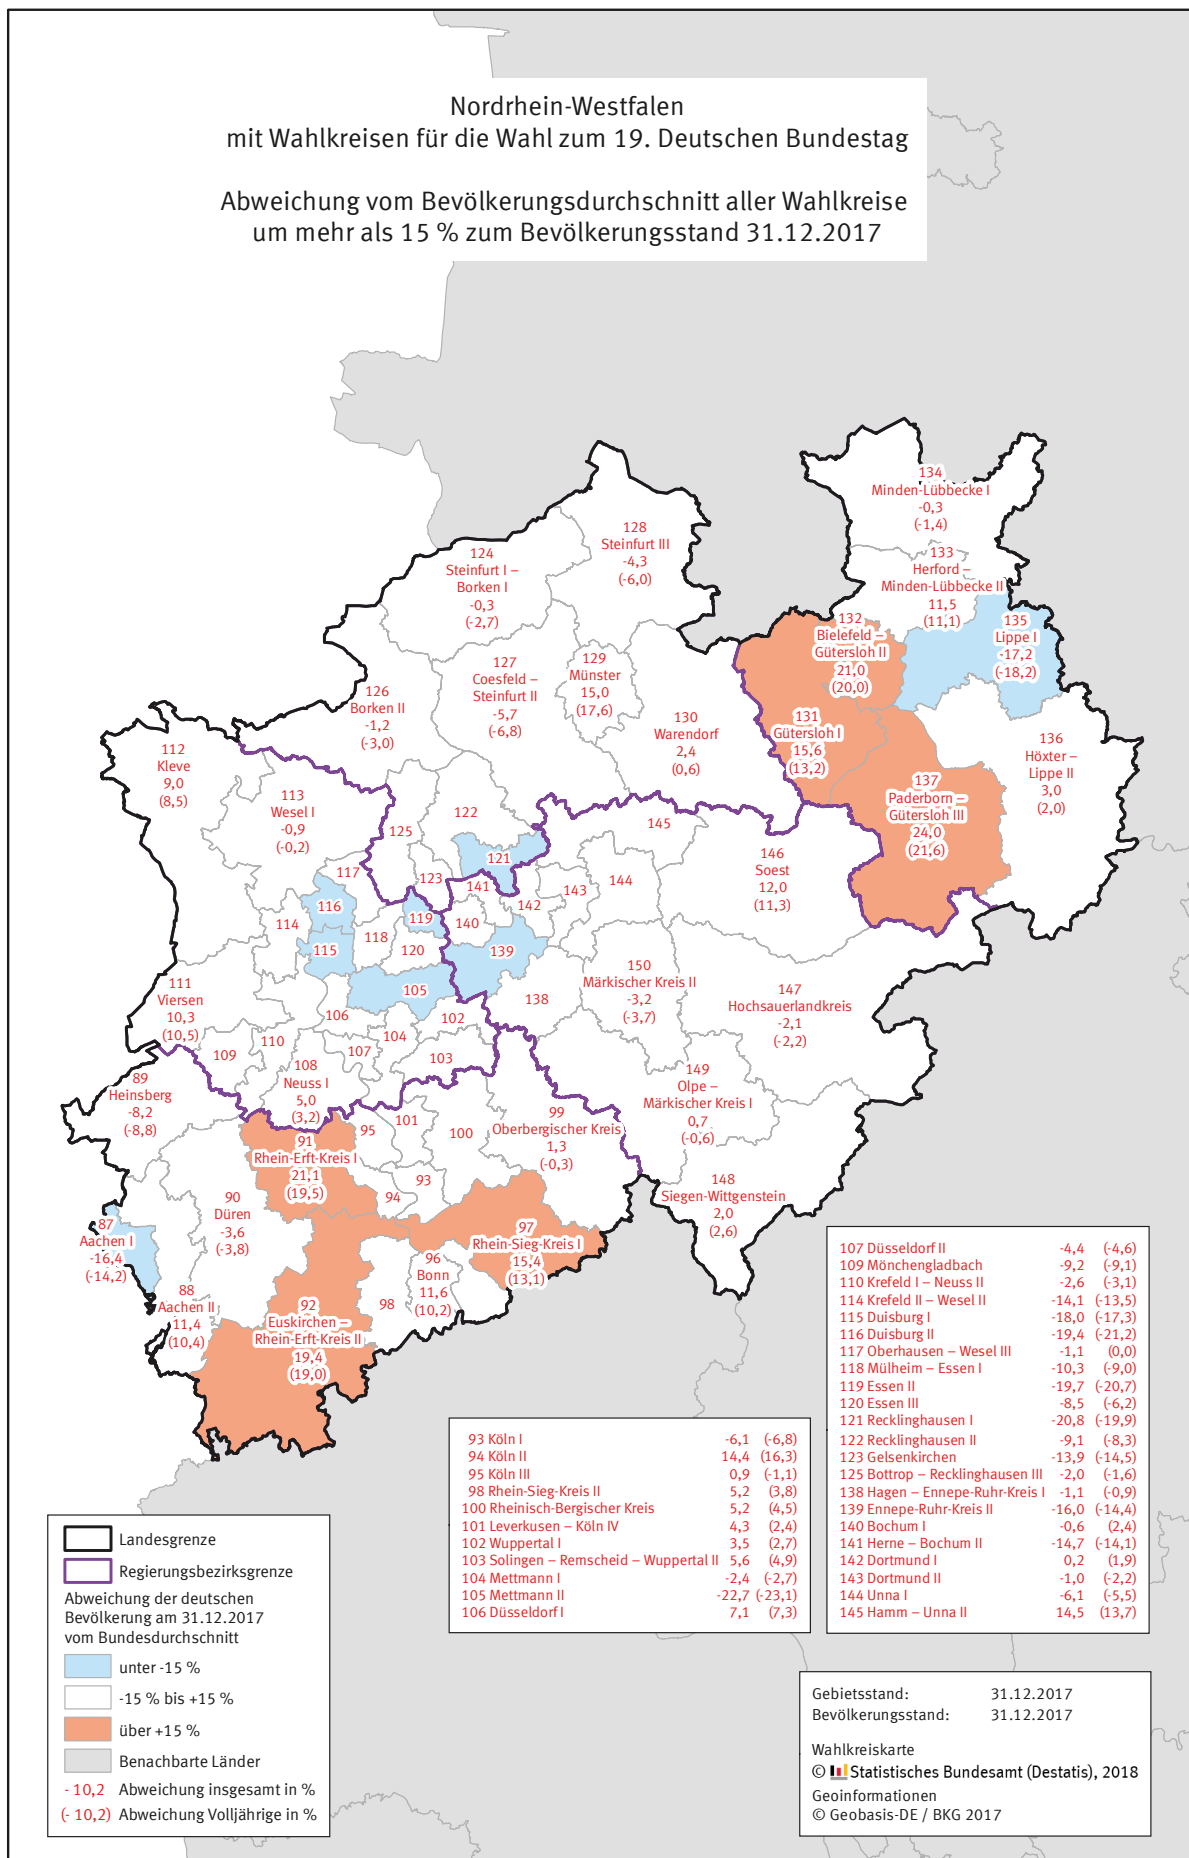 Nordrhein-Westfalen
mit Wahlkreisen für die Wahl zum 19. Deutschen Bundestag
Abweichung vom Bevölkerungsdurchschnitt aller Wahlkreise
um mehr als 15 % zum Bevölkerungsstand 31.12.2017
134
Minden-Lübbecke I
-0,3
(-1,4)
128
Steinfurt III
-4,3
(-6,0)
124
Steinfurt I –
Borken I
-0,3
(-2,7)
133
Herford –
Minden-Lübbecke II
11,5
(11,1)
132
Bielefeld –
Gütersloh II
21,0
(20,0)
135
Lippe I
-17,2
(-18,2)
127
Coesfeld –
Steinfurt II
-5,7
(-6,8)
129
Münster
15,0
(17,6)
126
Borken II
-1,2
(-3,0)
130
Warendorf
2,4
(0,6)
131
Gütersloh I
15,6
(13,2)
136
Höxter –
Lippe II
3,0
(2,0)
112
Kleve
9,0
(8,5)
113
Wesel I
-0,9
(-0,2)
137
Paderborn –
Gütersloh III
24,0
(21,6)
122
125
145
146
Soest
12,0
(11,3)
121
117
123
141
143
144
116
119
142
114
118
140
115
120
139
111
Viersen
10,3
(10,5)
105
150
Märkischer Kreis II
-3,2
(-3,7)
147
Hochsauerlandkreis
-2,1
(-2,2)
138
106
102
104
110
109
107
103
108
Neuss I
5,0
(3,2)
89
Heinsberg
-8,2
(-8,8)
149
Olpe –
Märkischer Kreis I
0,7
(-0,6)
99
Oberbergischer Kreis
1,3
(-0,3)
101
95
100
91
Rhein-Erft-Kreis I
21,1
(19,5)
93
94
148
Siegen-Wittgenstein
2,0
(2,6)
90
Düren
-3,6
(-3,8)
87
Aachen I
-16,4
(-14,2)
97
Rhein-Sieg-Kreis I
15,4
(13,1)
96
Bonn
11,6
(10,2)
88
Aachen II
11,4
(10,4)
98
92
Euskirchen –
Rhein-Erft-Kreis II
19,4
(19,0)
107 Düsseldorf II -4,4 (-4,6)
109 Mönchengladbach -9,2 (-9,1)
110 Krefeld I – Neuss II -2,6 (-3,1)
114 Krefeld II – Wesel II -14,1 (-13,5)
115 Duisburg I -18,0 (-17,3)
116 Duisburg II -19,4 (-21,2)
117 Oberhausen – Wesel III -1,1 (0,0)
118 Mülheim – Essen I -10,3 (-9,0)
119 Essen II -19,7 (-20,7)
120 Essen III -8,5 (-6,2)
121 Recklinghausen I -20,8 (-19,9)
122 Recklinghausen II -9,1 (-8,3)
123 Gelsenkirchen -13,9 (-14,5)
125 Bottrop – Recklinghausen III -2,0 (-1,6)
138 Hagen – Ennepe-Ruhr-Kreis I -1,1 (-0,9)
139 Ennepe-Ruhr-Kreis II -16,0 (-14,4)
140 Bochum I -0,6 (2,4)
141 Herne – Bochum II -14,7 (-14,1)
142 Dortmund I 0,2 (1,9)
143 Dortmund II -1,0 (-2,2)
144 Unna I -6,1 (-5,5)
145 Hamm – Unna II 14,5 (13,7)
93 Köln I -6,1 (-6,8)
94 Köln II 14,4 (16,3)
95 Köln III 0,9 (-1,1)
98 Rhein-Sieg-Kreis II 5,2 (3,8)
100 Rheinisch-Bergischer Kreis 5,2 (4,5)
101 Leverkusen – Köln IV 4,3 (2,4)
102 Wuppertal I 3,5 (2,7)
103 Solingen – Remscheid – Wuppertal II 5,6 (4,9)
104 Mettmann I -2,4 (-2,7)
105 Mettmann II -22,7 (-23,1)
106 Düsseldorf I 7,1 (7,3)
Landesgrenze
Regierungsbezirksgrenze
Abweichung der deutschen
Bevölkerung am 31.12.2017
vom Bundesdurchschnitt
unter -15 %
-15 % bis +15 %
über +15 %
Benachbarte Länder
- 10,2 Abweichung insgesamt in %
(- 10,2) Abweichung Volljährige in %
Gebietsstand: 31.12.2017
Bevölkerungsstand: 31.12.2017
Wahlkreiskarte
© Statistisches Bundesamt (Destatis), 2018
Geoinformationen
© Geobasis-DE / BKG 2017